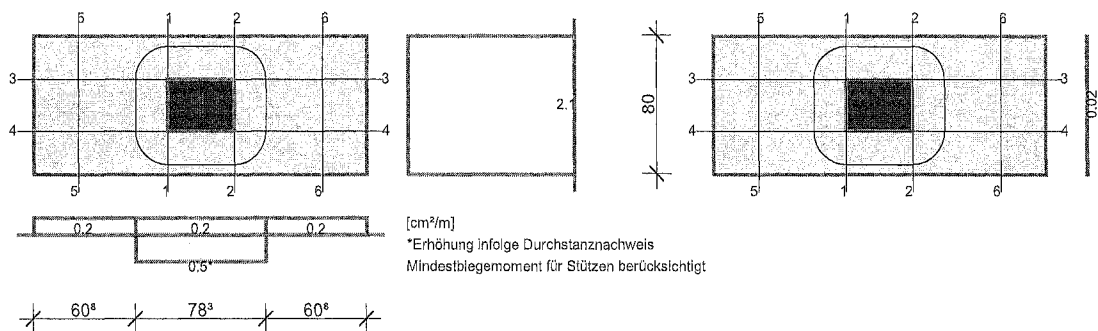 5 1 2 6
5 1 2 6
3 3
3 3
2.1
80
0.02
4 4
4 4
5 1 2 6
5 1 2 6
0.2 0.2 0.2
[cm²/m]
*Erhöhung infolge Durchstanznachweis
0.5*
Mindestbiegemoment für Stützen berücksichtigt
60⁸ 78³ 60⁸